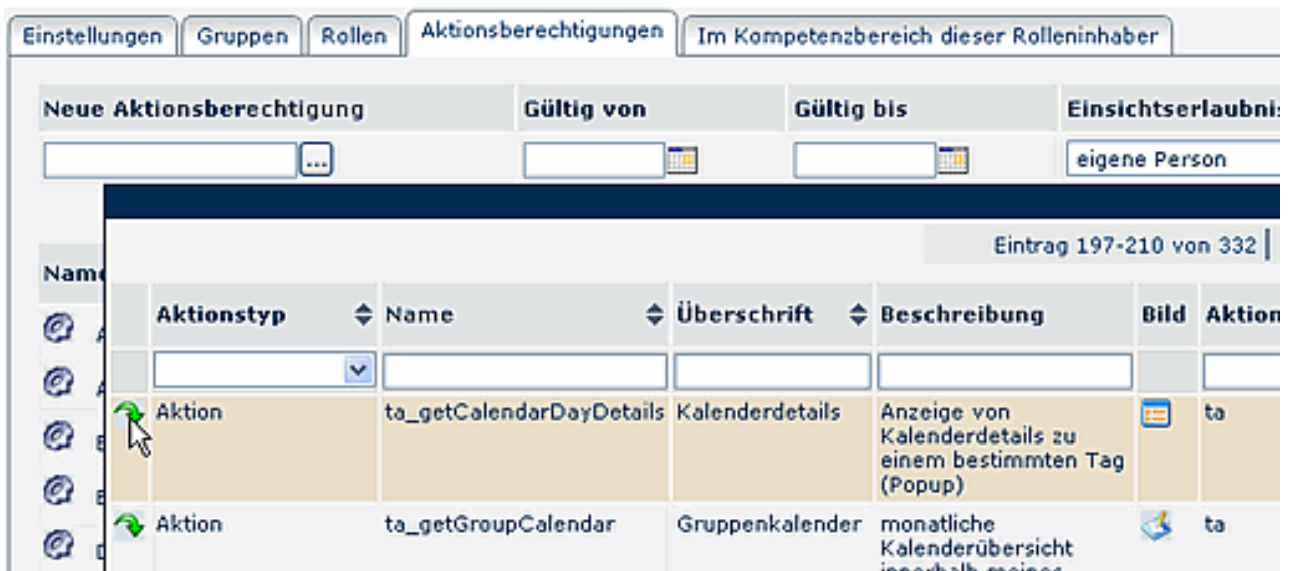 Einstellungen Gruppen Rollen Aktionsberechtigungen Im Kompetenzbereich dieser Rolleninhaber
Neue Aktionsberechtigung Gültig von Gültig bis
... eigene Person
Eintrag 197-210 von 332
Aktionstyp Name Überschrift Beschreibung Bild Aktion
Aktion ta_getCalendarDayDetails Kalenderdetails Anzeige von ta
Kalenderdetails zu
einem bestimmten Tag
(Popup)
Aktion ta_getGroupCalendar Gruppenkalender monatliche ta
Kalenderübersicht